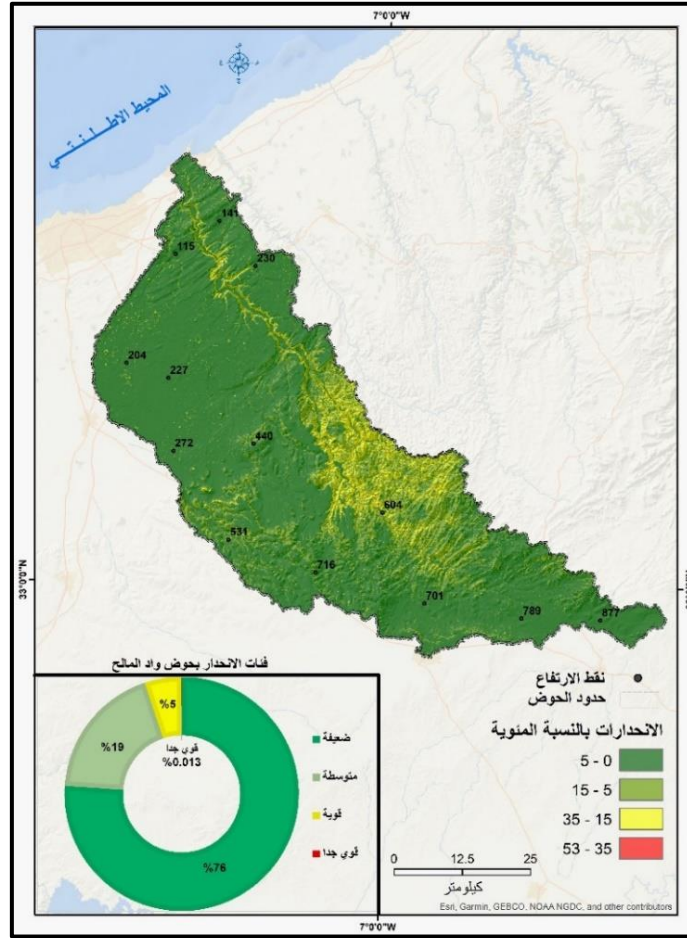 7°0'0"W
المحيط الاطلنتي
141
115
230
204
227
272
440
604
531
716
701
789
877
33°0'0"N
نقط الارتفاع
حدود الحوض
الانحدارات بالنسبة المئوية
0 - 5
5 - 15
15 - 35
35 - 53
0 12.5 25
كيلومتر
فئات الانحدار بحوض واد المالح
%5
%19
قوي جدا
%0.013
%76
ضعيفة
متوسطة
قوية
قوي جدا
Esri, Garmin, GEBCO, NOAA NGDC, and other contributors
7°0'0"W